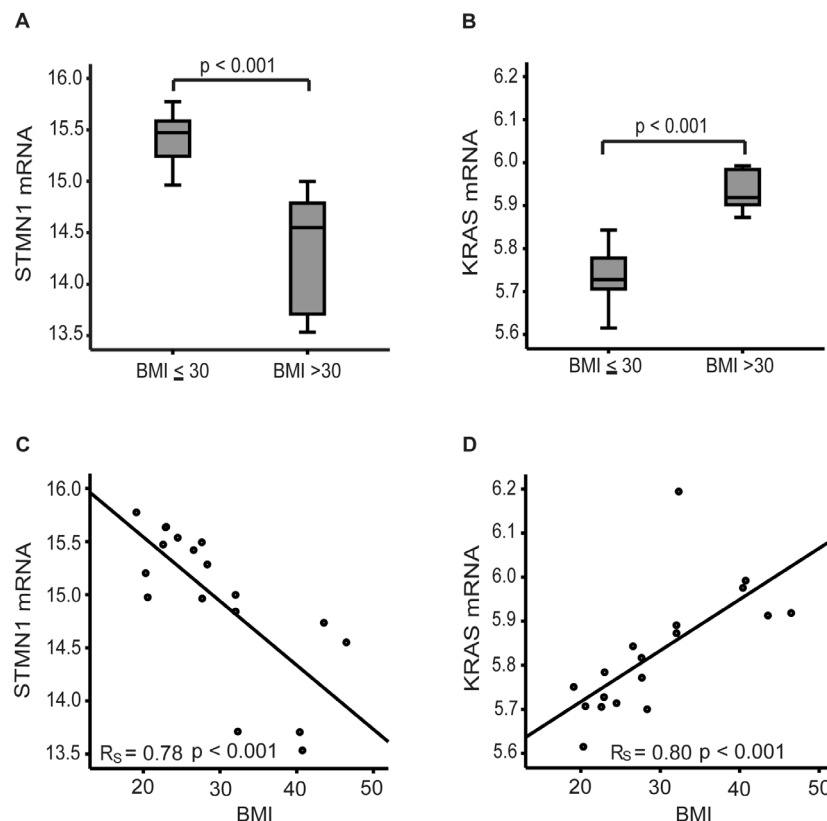 A
p < 0.001
STMN1 mRNA
16.0
15.5
15.0
14.5
14.0
13.5
BMI ≤ 30
BMI >30
B
p < 0.001
KRAS mRNA
6.2
6.1
6.0
5.9
5.8
5.7
5.6
BMI ≤ 30
BMI >30
C
STMN1 mRNA
16.0
15.5
15.0
14.5
14.0
13.5
RS = 0.78 p < 0.001
20
30
40
50
BMI
D
KRAS mRNA
6.2
6.1
6.0
5.9
5.8
5.7
5.6
RS = 0.80 p < 0.001
20
30
40
50
BMI